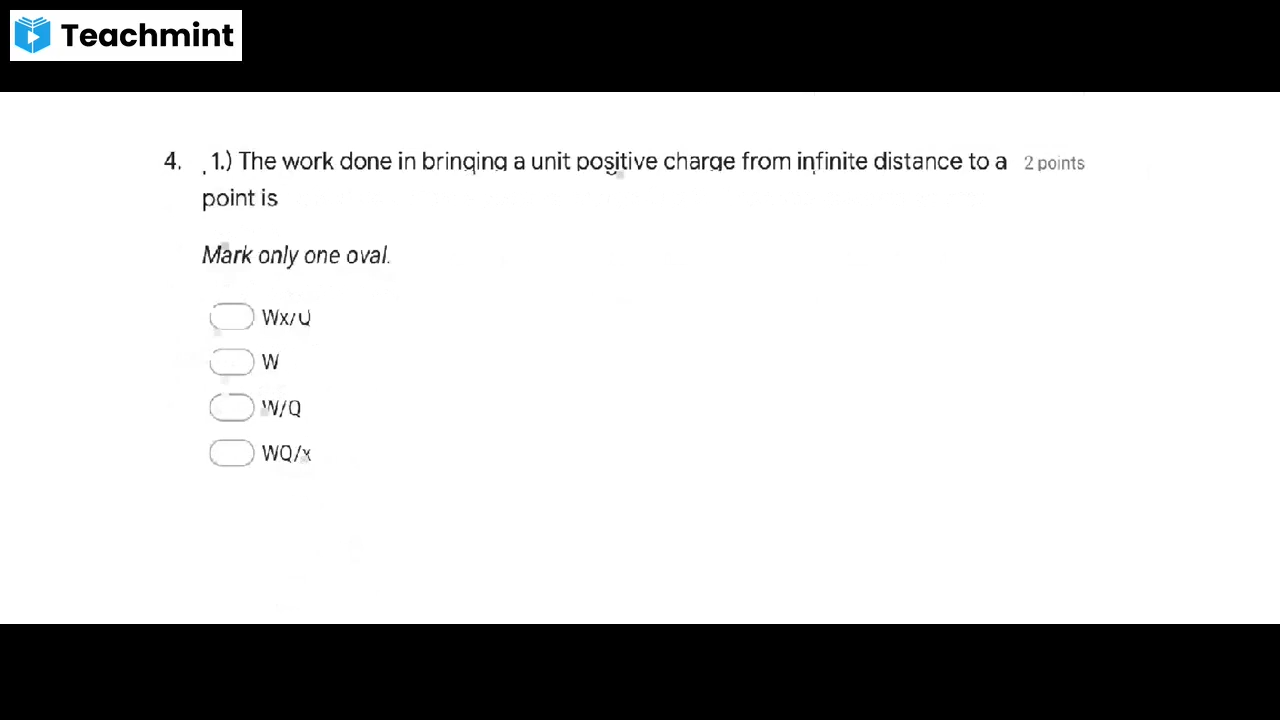 Teachmint
4. 1.) The work done in bringing a unit positive charge from infinite distance to a 2 points
point is
Mark only one oval.
Wx/Q
W
W/Q
WQ/x